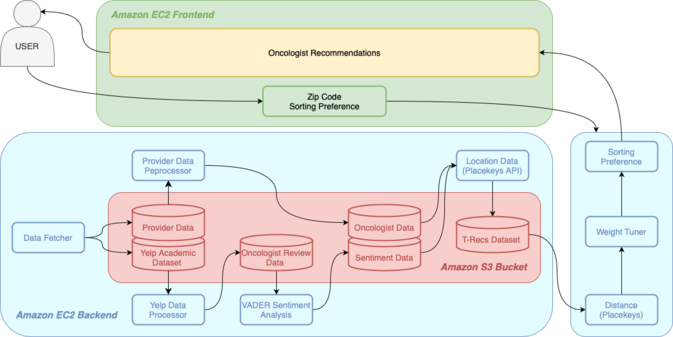 Amazon EC2 Frontend
USER
Oncologist Recommendations
Zip Code
Sorting Preference
Provider Data
Peprocessor
Location Data
(Placekeys API)
Sorting
Preference
Data Fetcher
Provider Data
Yelp Academic
Dataset
Oncologist Review
Data
Oncologist Data
Sentiment Data
T-Recs Dataset
Weight Tuner
Amazon S3 Bucket
Amazon EC2 Backend
Yelp Data
Processor
VADER Sentiment
Analysis
Distance
(Placekeys)